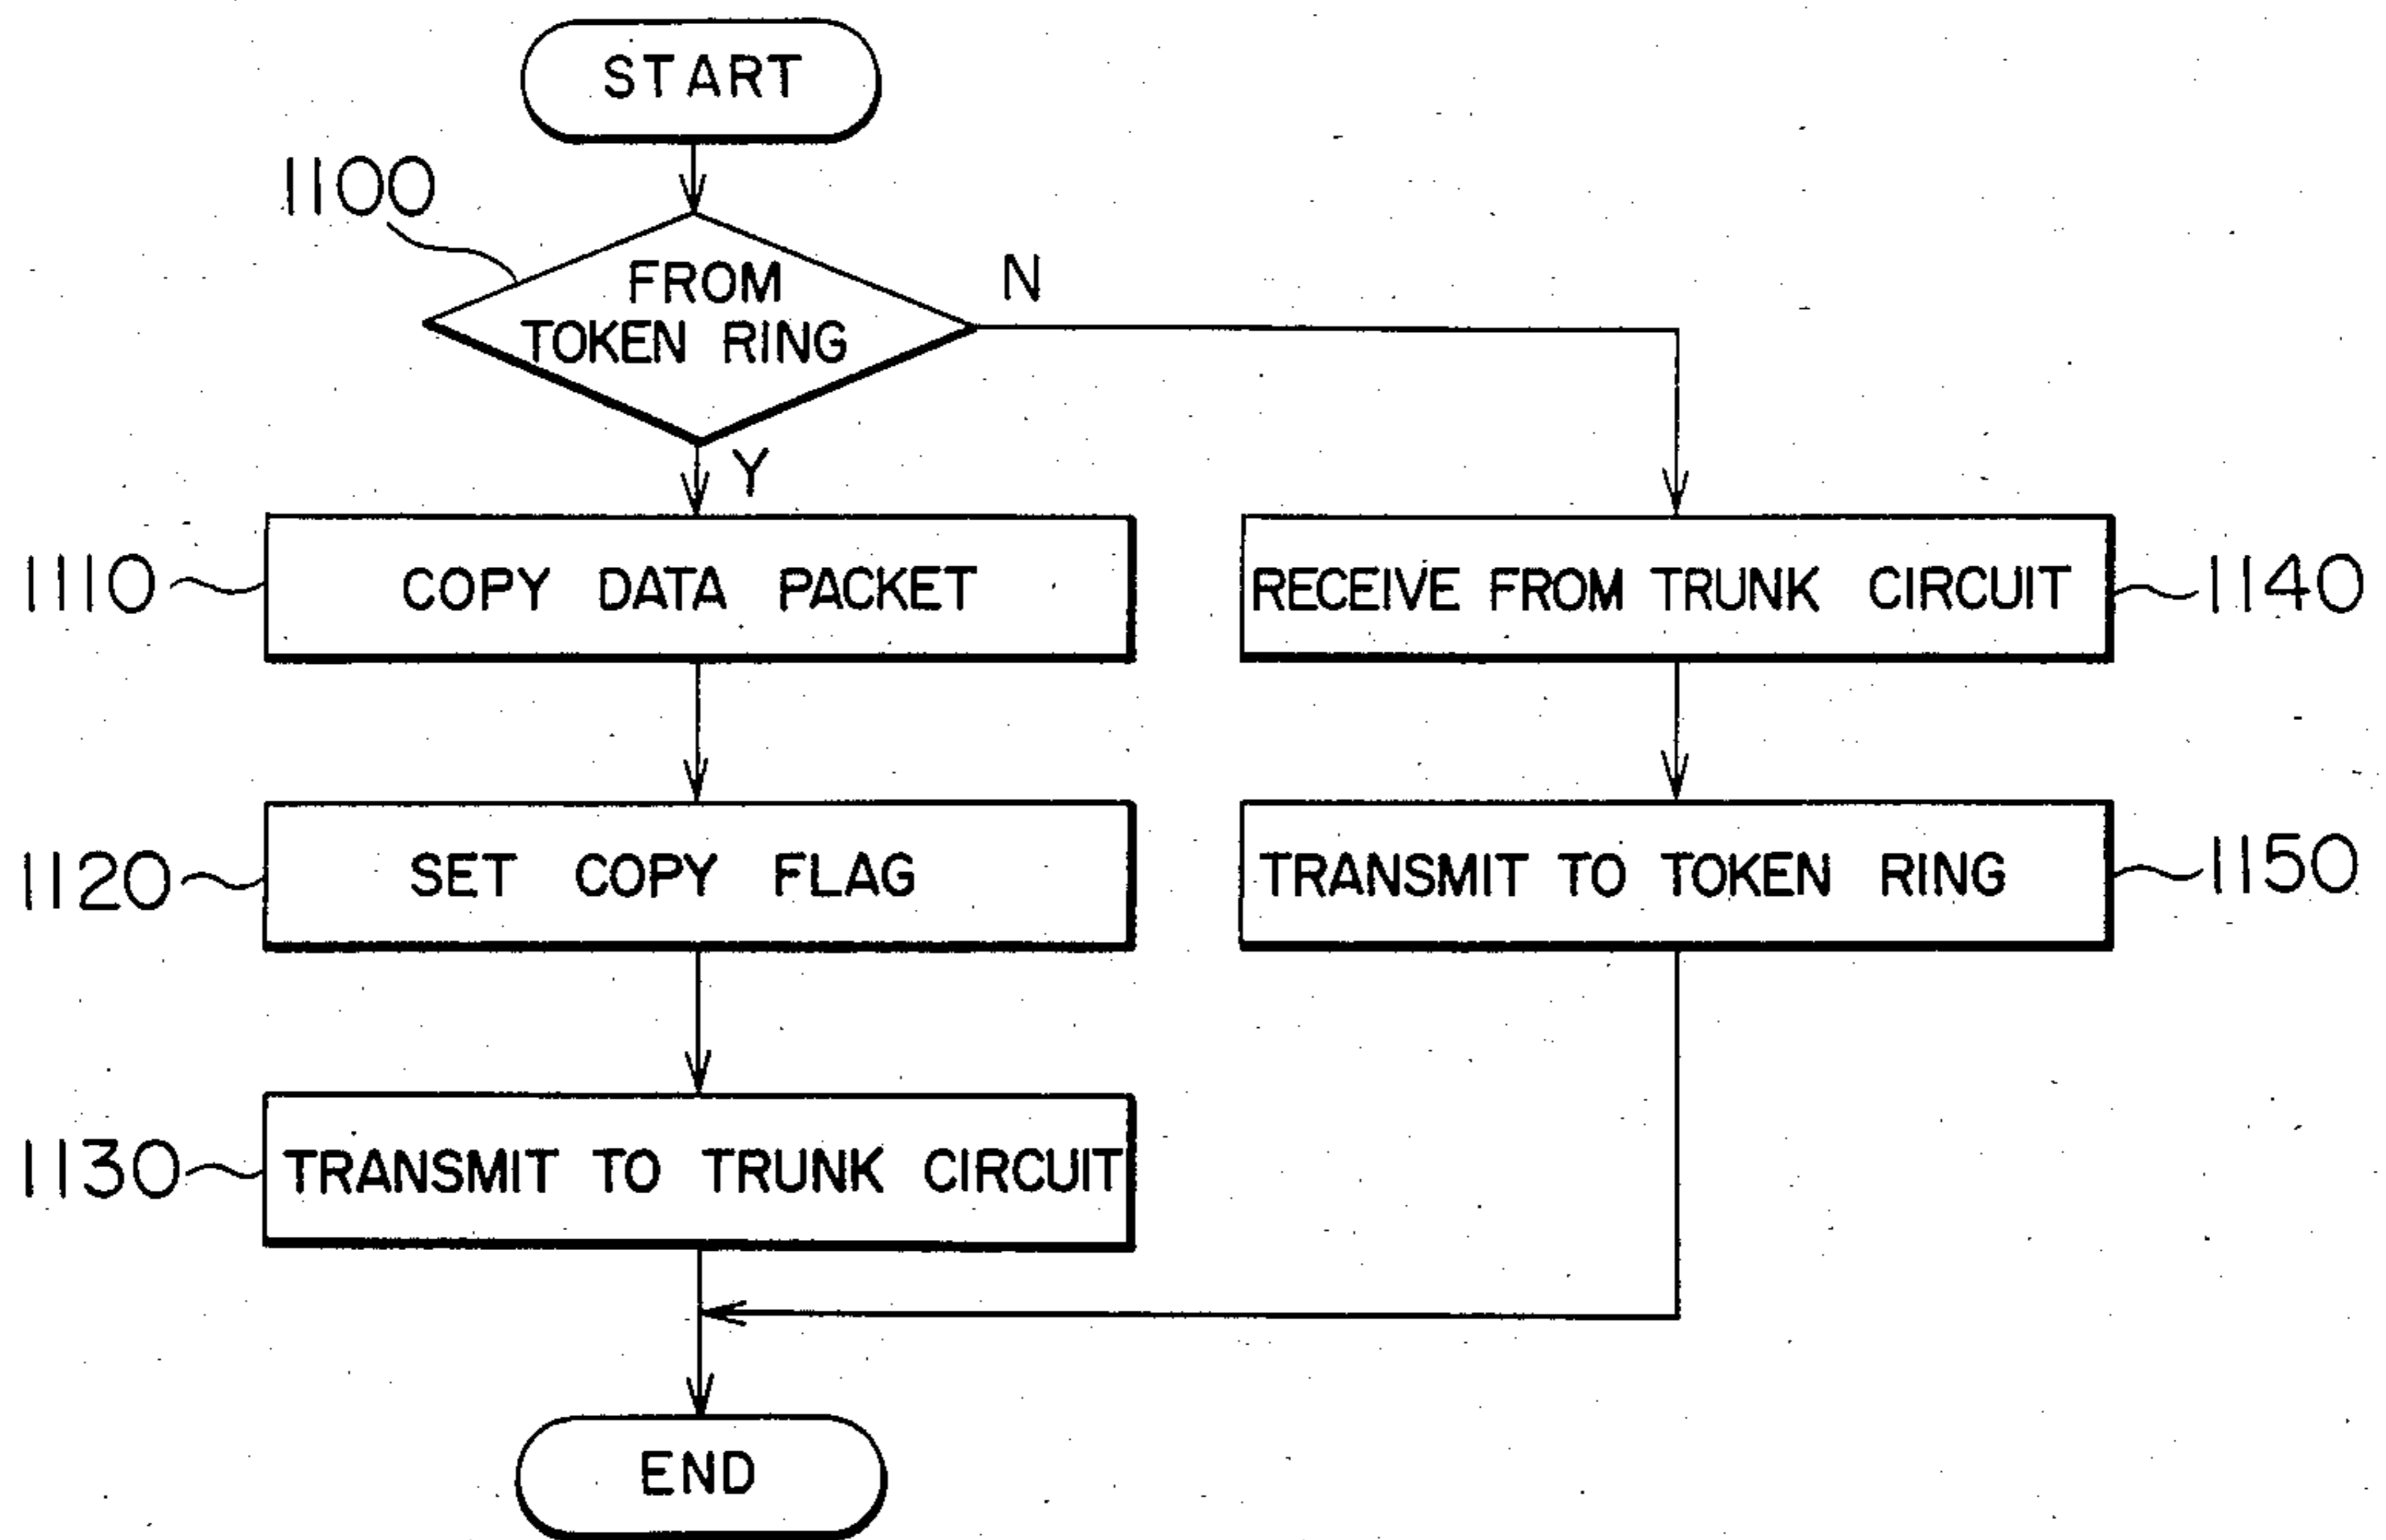 START
1100
FROM
TOKEN RING
N
Y
1110
COPY DATA PACKET
RECEIVE FROM TRUNK CIRCUIT
1140
1120
SET COPY FLAG
TRANSMIT TO TOKEN RING
1150
1130
TRANSMIT TO TRUNK CIRCUIT
END